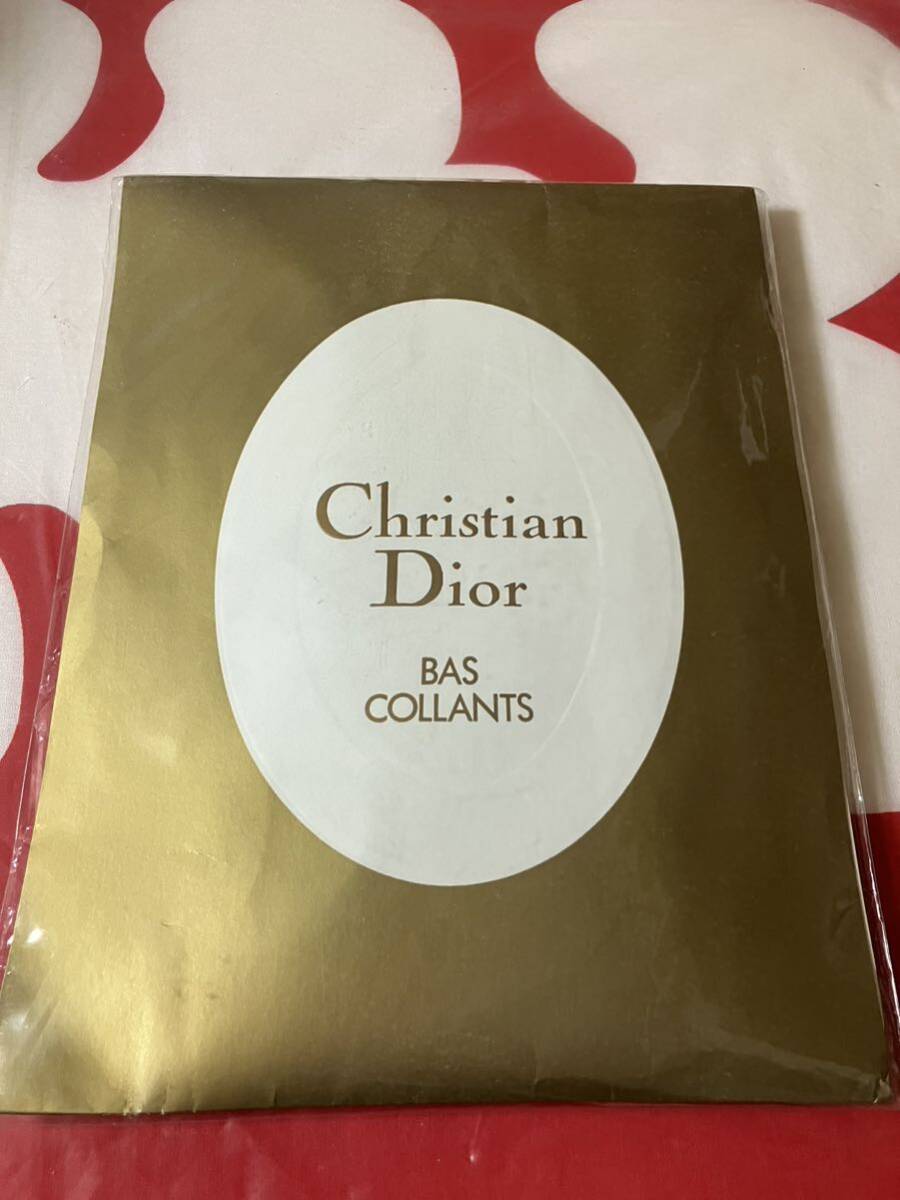 Christian
Dior
BAS
COLLANTS